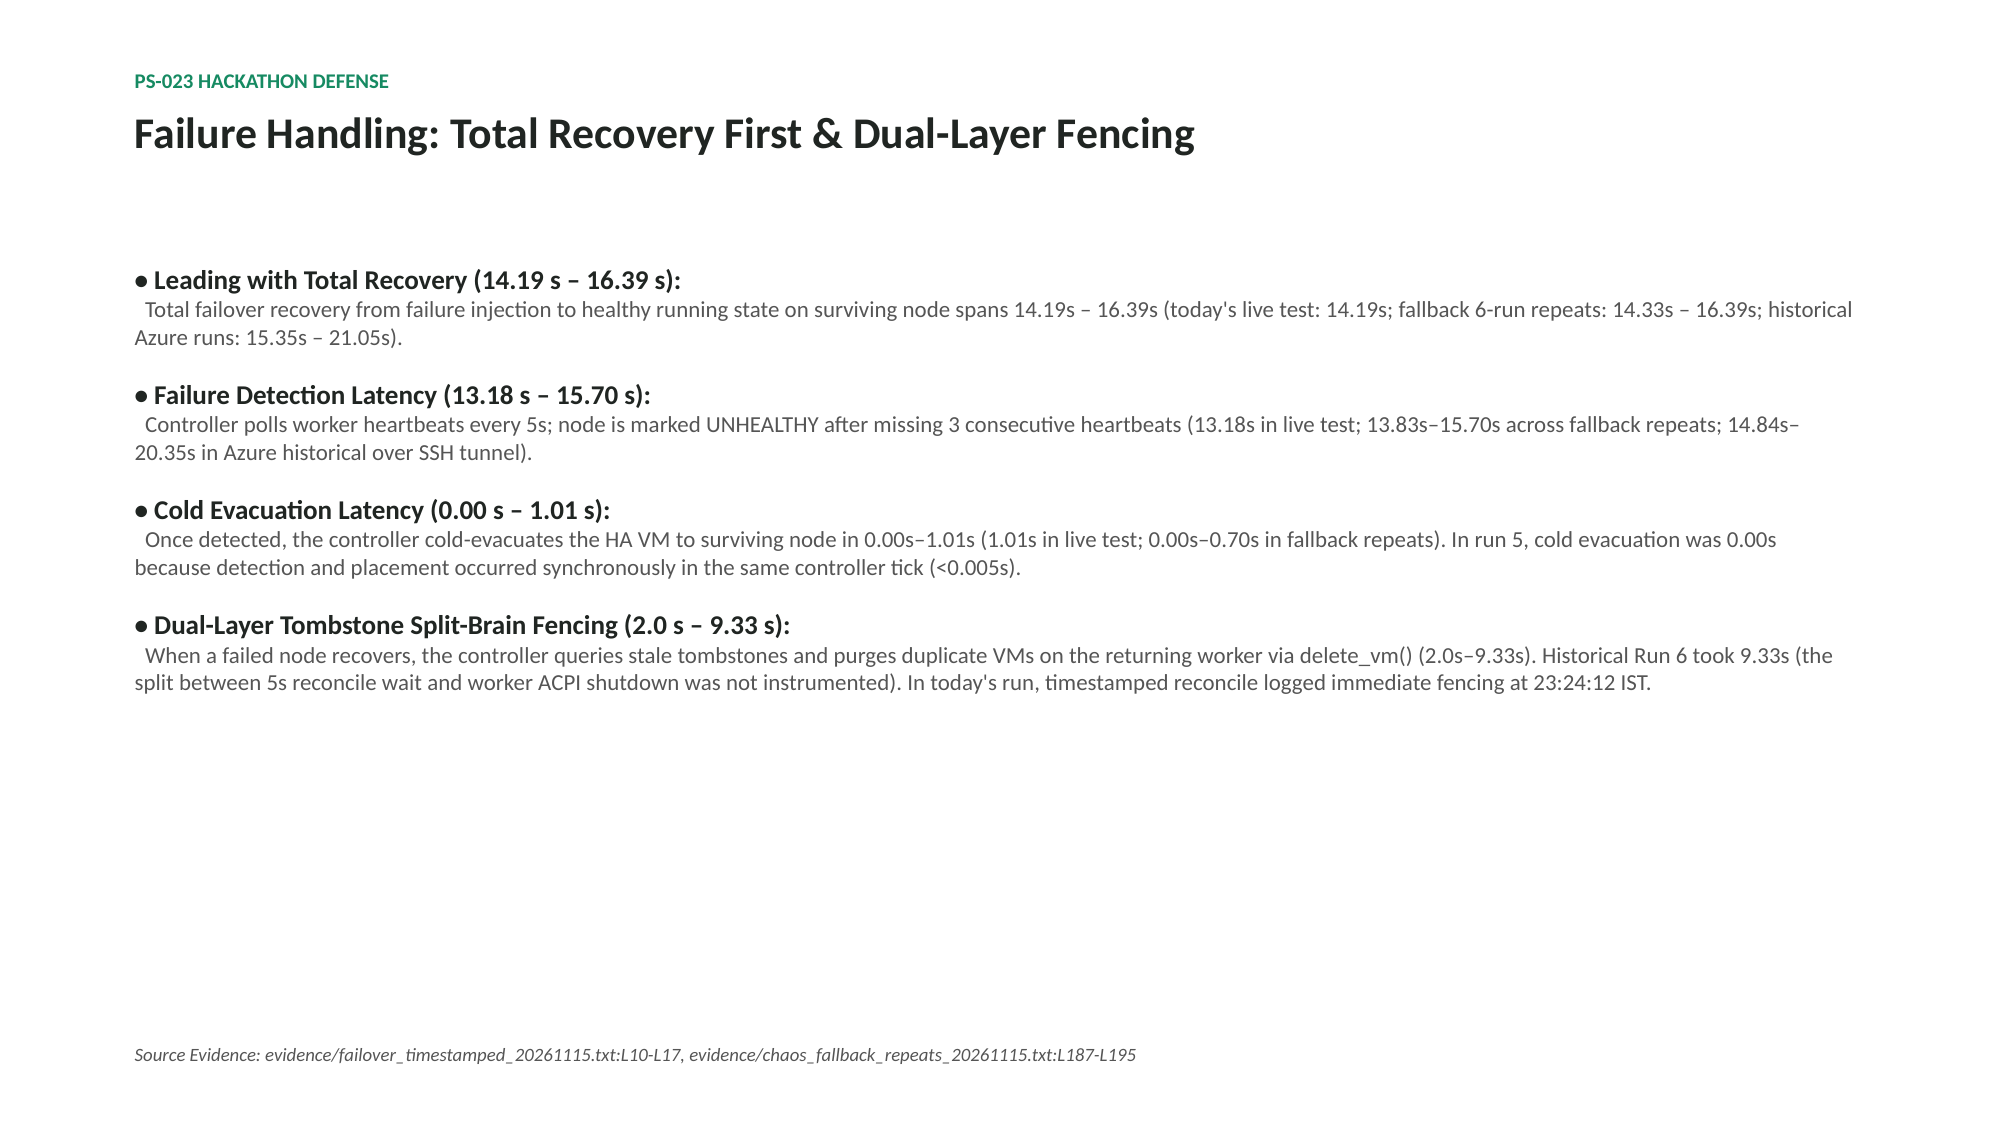 PS-023 HACKATHON DEFENSE
Failure Handling: Total Recovery First & Dual-Layer Fencing
● Leading with Total Recovery (14.19 s – 16.39 s):
Total failover recovery from failure injection to healthy running state on surviving node spans 14.19s – 16.39s (today's live test: 14.19s; fallback 6-run repeats: 14.33s – 16.39s; historical
Azure runs: 15.35s – 21.05s).
● Failure Detection Latency (13.18 s – 15.70 s):
Controller polls worker heartbeats every 5s; node is marked UNHEALTHY after missing 3 consecutive heartbeats (13.18s in live test; 13.83s–15.70s across fallback repeats; 14.84s–
20.35s in Azure historical over SSH tunnel).
● Cold Evacuation Latency (0.00 s – 1.01 s):
Once detected, the controller cold-evacuates the HA VM to surviving node in 0.00s–1.01s (1.01s in live test; 0.00s–0.70s in fallback repeats). In run 5, cold evacuation was 0.00s
because detection and placement occurred synchronously in the same controller tick (<0.005s).
● Dual-Layer Tombstone Split-Brain Fencing (2.0 s – 9.33 s):
When a failed node recovers, the controller queries stale tombstones and purges duplicate VMs on the returning worker via delete_vm() (2.0s–9.33s). Historical Run 6 took 9.33s (the
split between 5s reconcile wait and worker ACPI shutdown was not instrumented). In today's run, timestamped reconcile logged immediate fencing at 23:24:12 IST.
Source Evidence: evidence/failover_timestamped_20261115.txt:L10-L17, evidence/chaos_fallback_repeats_20261115.txt:L187-L195